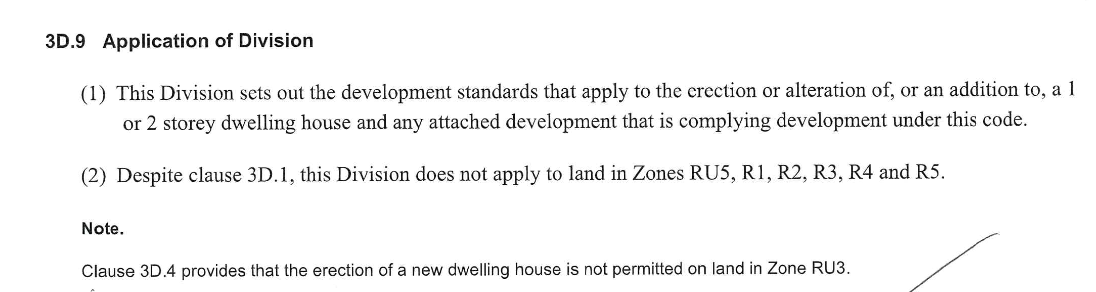 3D.9 Application of Division
(1) This Division sets out the development standards that apply to the erection or alteration of, or an addition to, a 1
or 2 storey dwelling house and any attached development that is complying development under this code.
(2) Despite clause 3D.1, this Division does not apply to land in Zones RU5, R1, R2, R3, R4 and R5.
Note.
Clause 3D.4 provides that the erection of a new dwelling house is not permitted on land in Zone RU3.